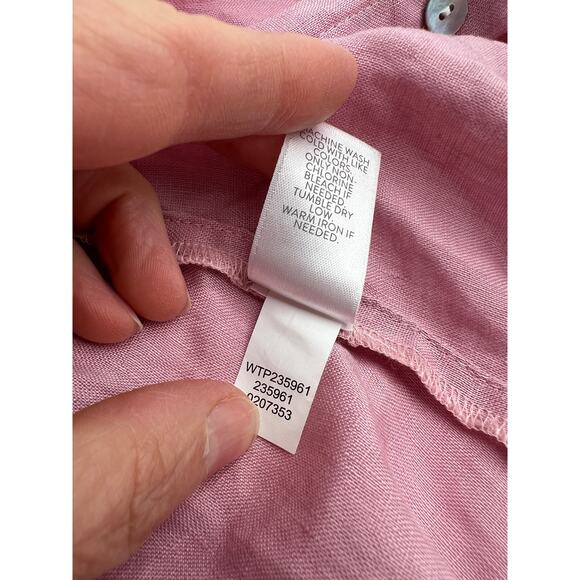 MACHINE WASH
COLD WITH LIKE
COLORS.
ONLY NON-
CHLORINE
BLEACH IF
NEEDED.
TUMBLE DRY
LOW
WARM IRON IF
NEEDED.
WTP235961
235961
0207353